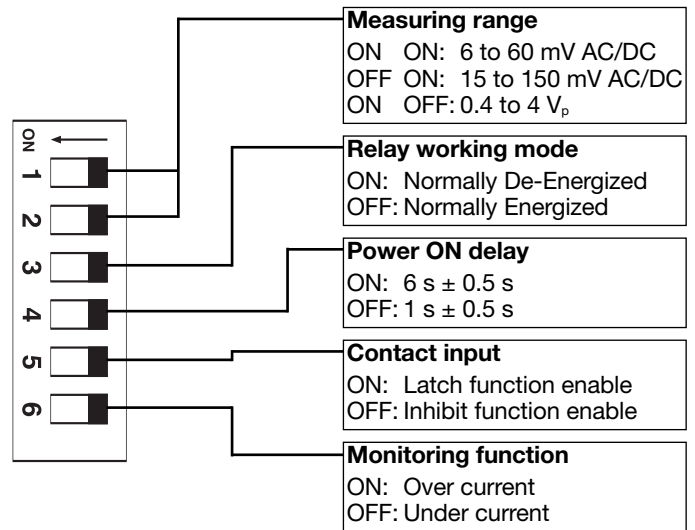 Measuring range
ON ON: 6 to 60 mV AC/DC
OFF ON: 15 to 150 mV AC/DC
ON OFF: 0.4 to 4 Vₚ
Relay working mode
ON: Normally De-Energized
OFF: Normally Energized
Power ON delay
ON: 6 s ± 0.5 s
OFF: 1 s ± 0.5 s
Contact input
ON: Latch function enable
OFF: Inhibit function enable
Monitoring function
ON: Over current
OFF: Under current
ON
1
2
3
4
5
6